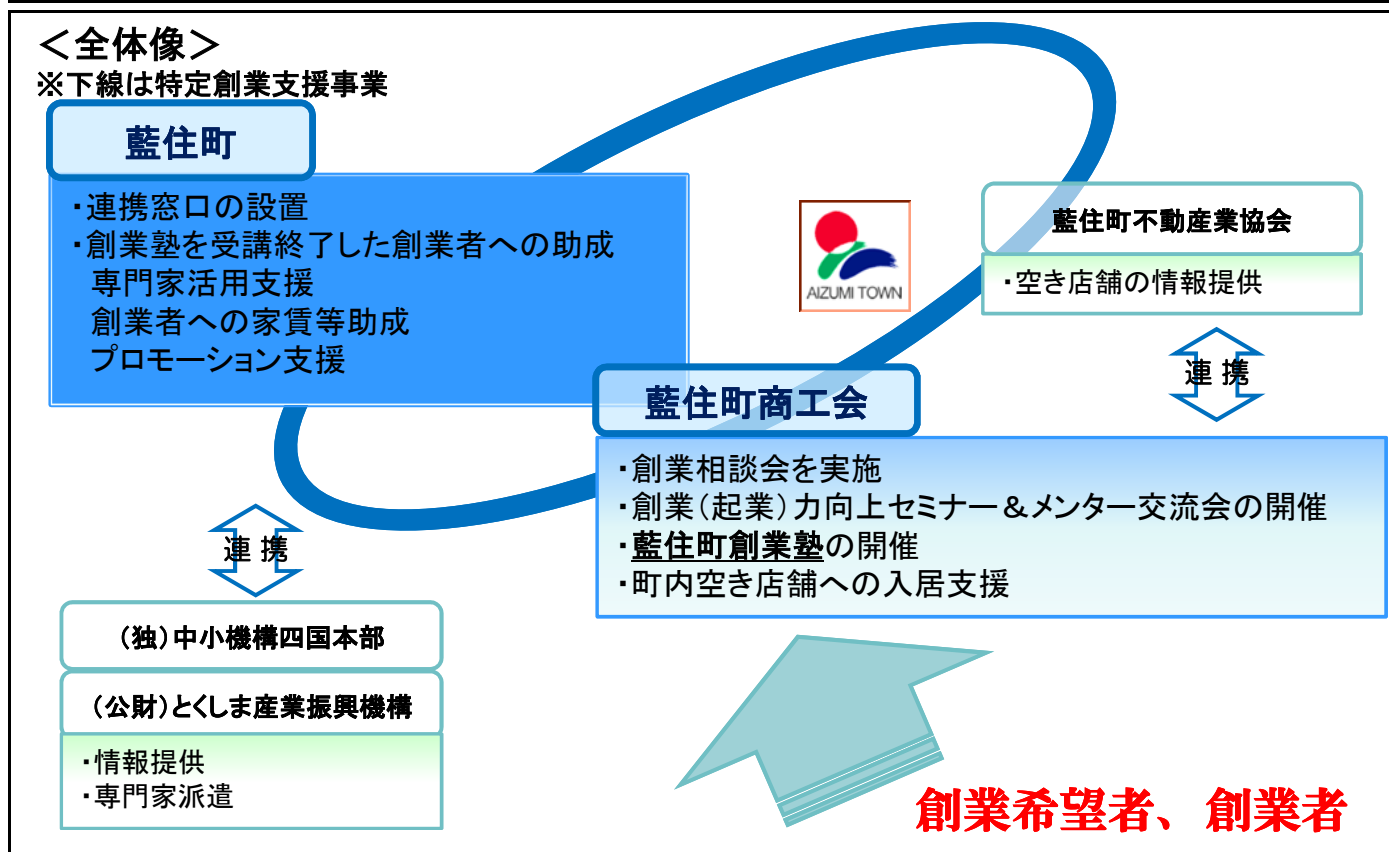 ＜全体像＞
※下線は特定創業支援事業
藍住町
・連携窓口の設置
・創業塾を受講終了した創業者への助成
専門家活用支援
創業者への家賃等助成
プロモーション支援
AIZUMI TOWN
藍住町不動産業協会
・空き店舗の情報提供
連 携
藍住町商工会
・創業相談会を実施
・創業（起業）力向上セミナー＆メンター交流会の開催
・藍住町創業塾の開催
・町内空き店舗への入居支援
連 携
（独）中小機構四国本部
（公財）とくしま産業振興機構
・情報提供
・専門家派遣
創業希望者、創業者